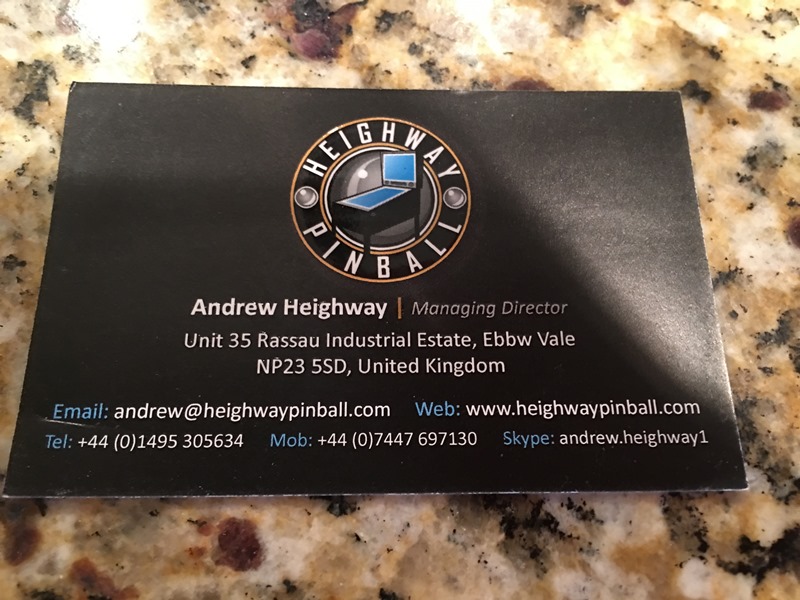 HEIGHWAY
PINBALL
Andrew Heighway | Managing Director
Unit 35 Rassau Industrial Estate, Ebbw Vale
NP23 5SD, United Kingdom
Email: andrew@heighwaypinball.com Web: www.heighwaypinball.com
Tel: +44 (0)1495 305634 Mob: +44 (0)7447 697130 Skype: andrew.heighway1